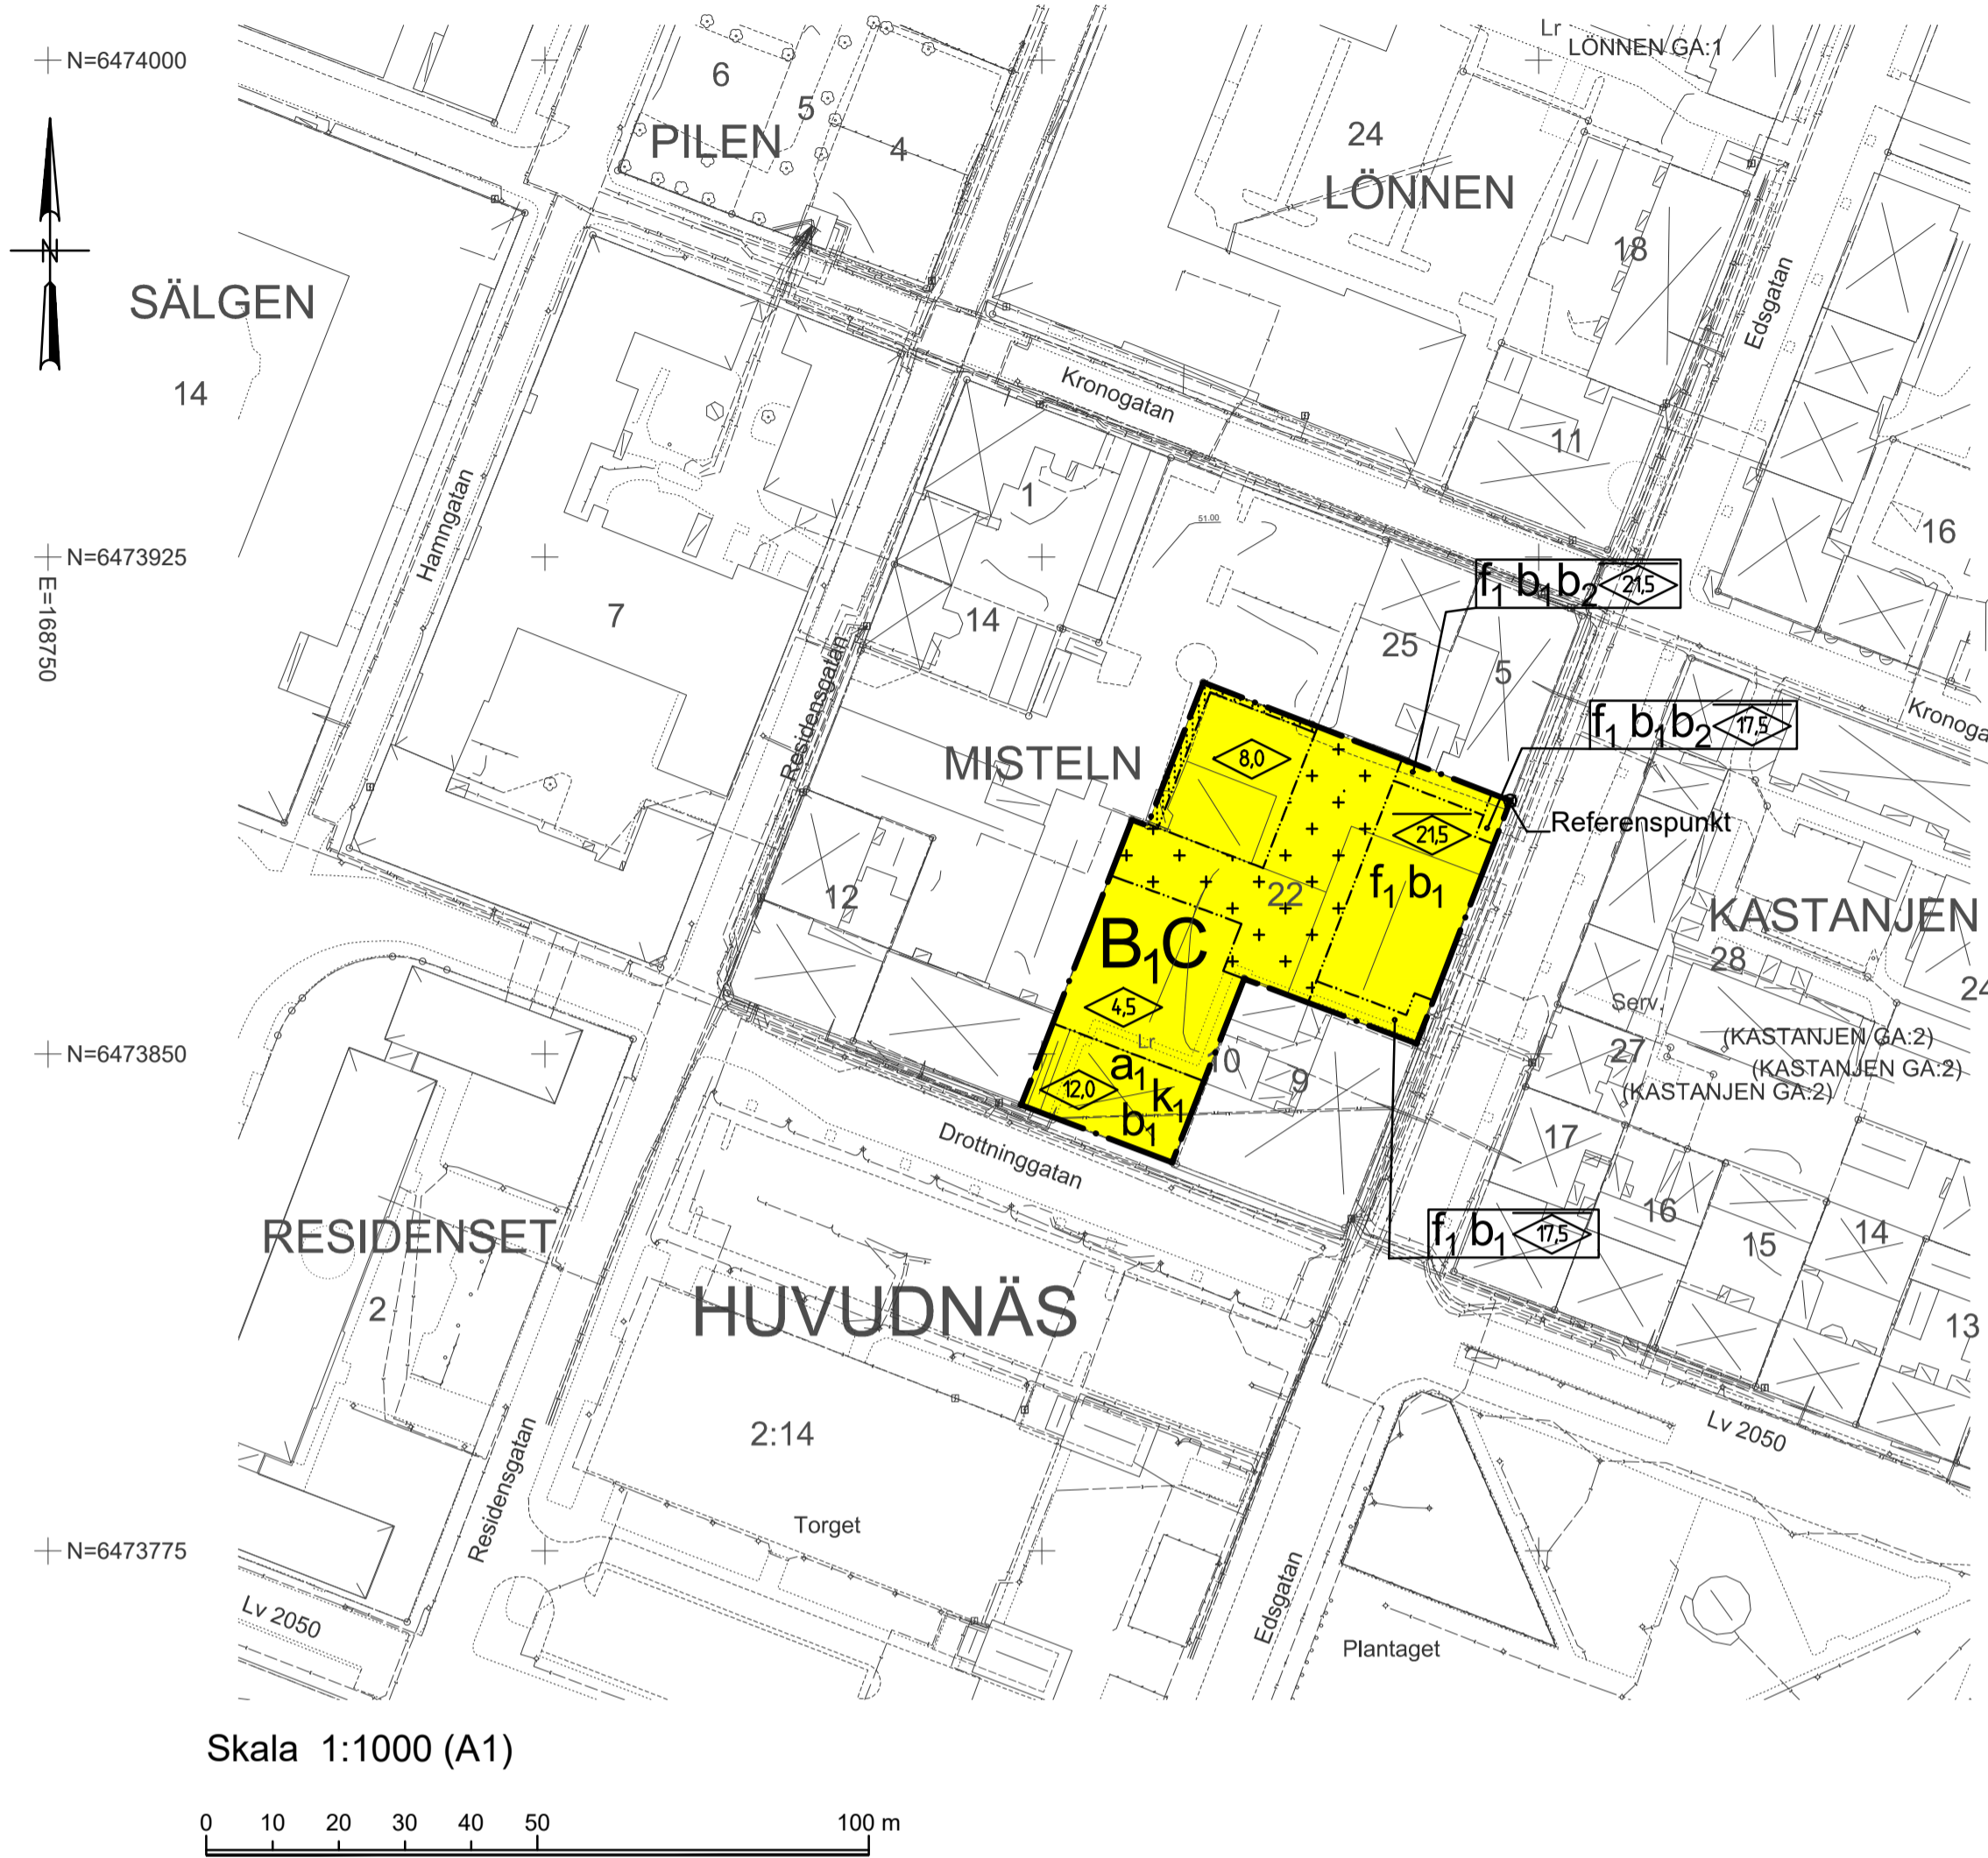 Lr
LÖNNEN GA:1
N=6474000
6
5
PILEN
4
24
LÖNNEN
18
N
SÄLGEN
Edsgatan
14
Kronogatan
11
1
Hamngatan
51.00
16
N=6473925
E=168750
f1 b1b2 21,5
7
14
25
5
Residensgatan
f1 b1b2 17,5
Kronoga
MISTELN
8,0
Referenspunkt
21,5
12
22
f1 b1
KASTANJEN
B1C
28
24
4,5
Serv.
N=6473850
Lr
27
(KASTANJEN GA:2)
(KASTANJEN GA:2)
(KASTANJEN GA:2)
10
9
a1
12,0
k1
b1
Drottninggatan
17
16
14
15
RESIDENSET
f1 b1 17,5
2
HUVUDNÄS
13
2:14
Lv 2050
Residensgatan
Torget
N=6473775
Edsgatan
Lv 2050
Plantaget
Skala 1:1000 (A1)
0 10 20 30 40 50 100 m